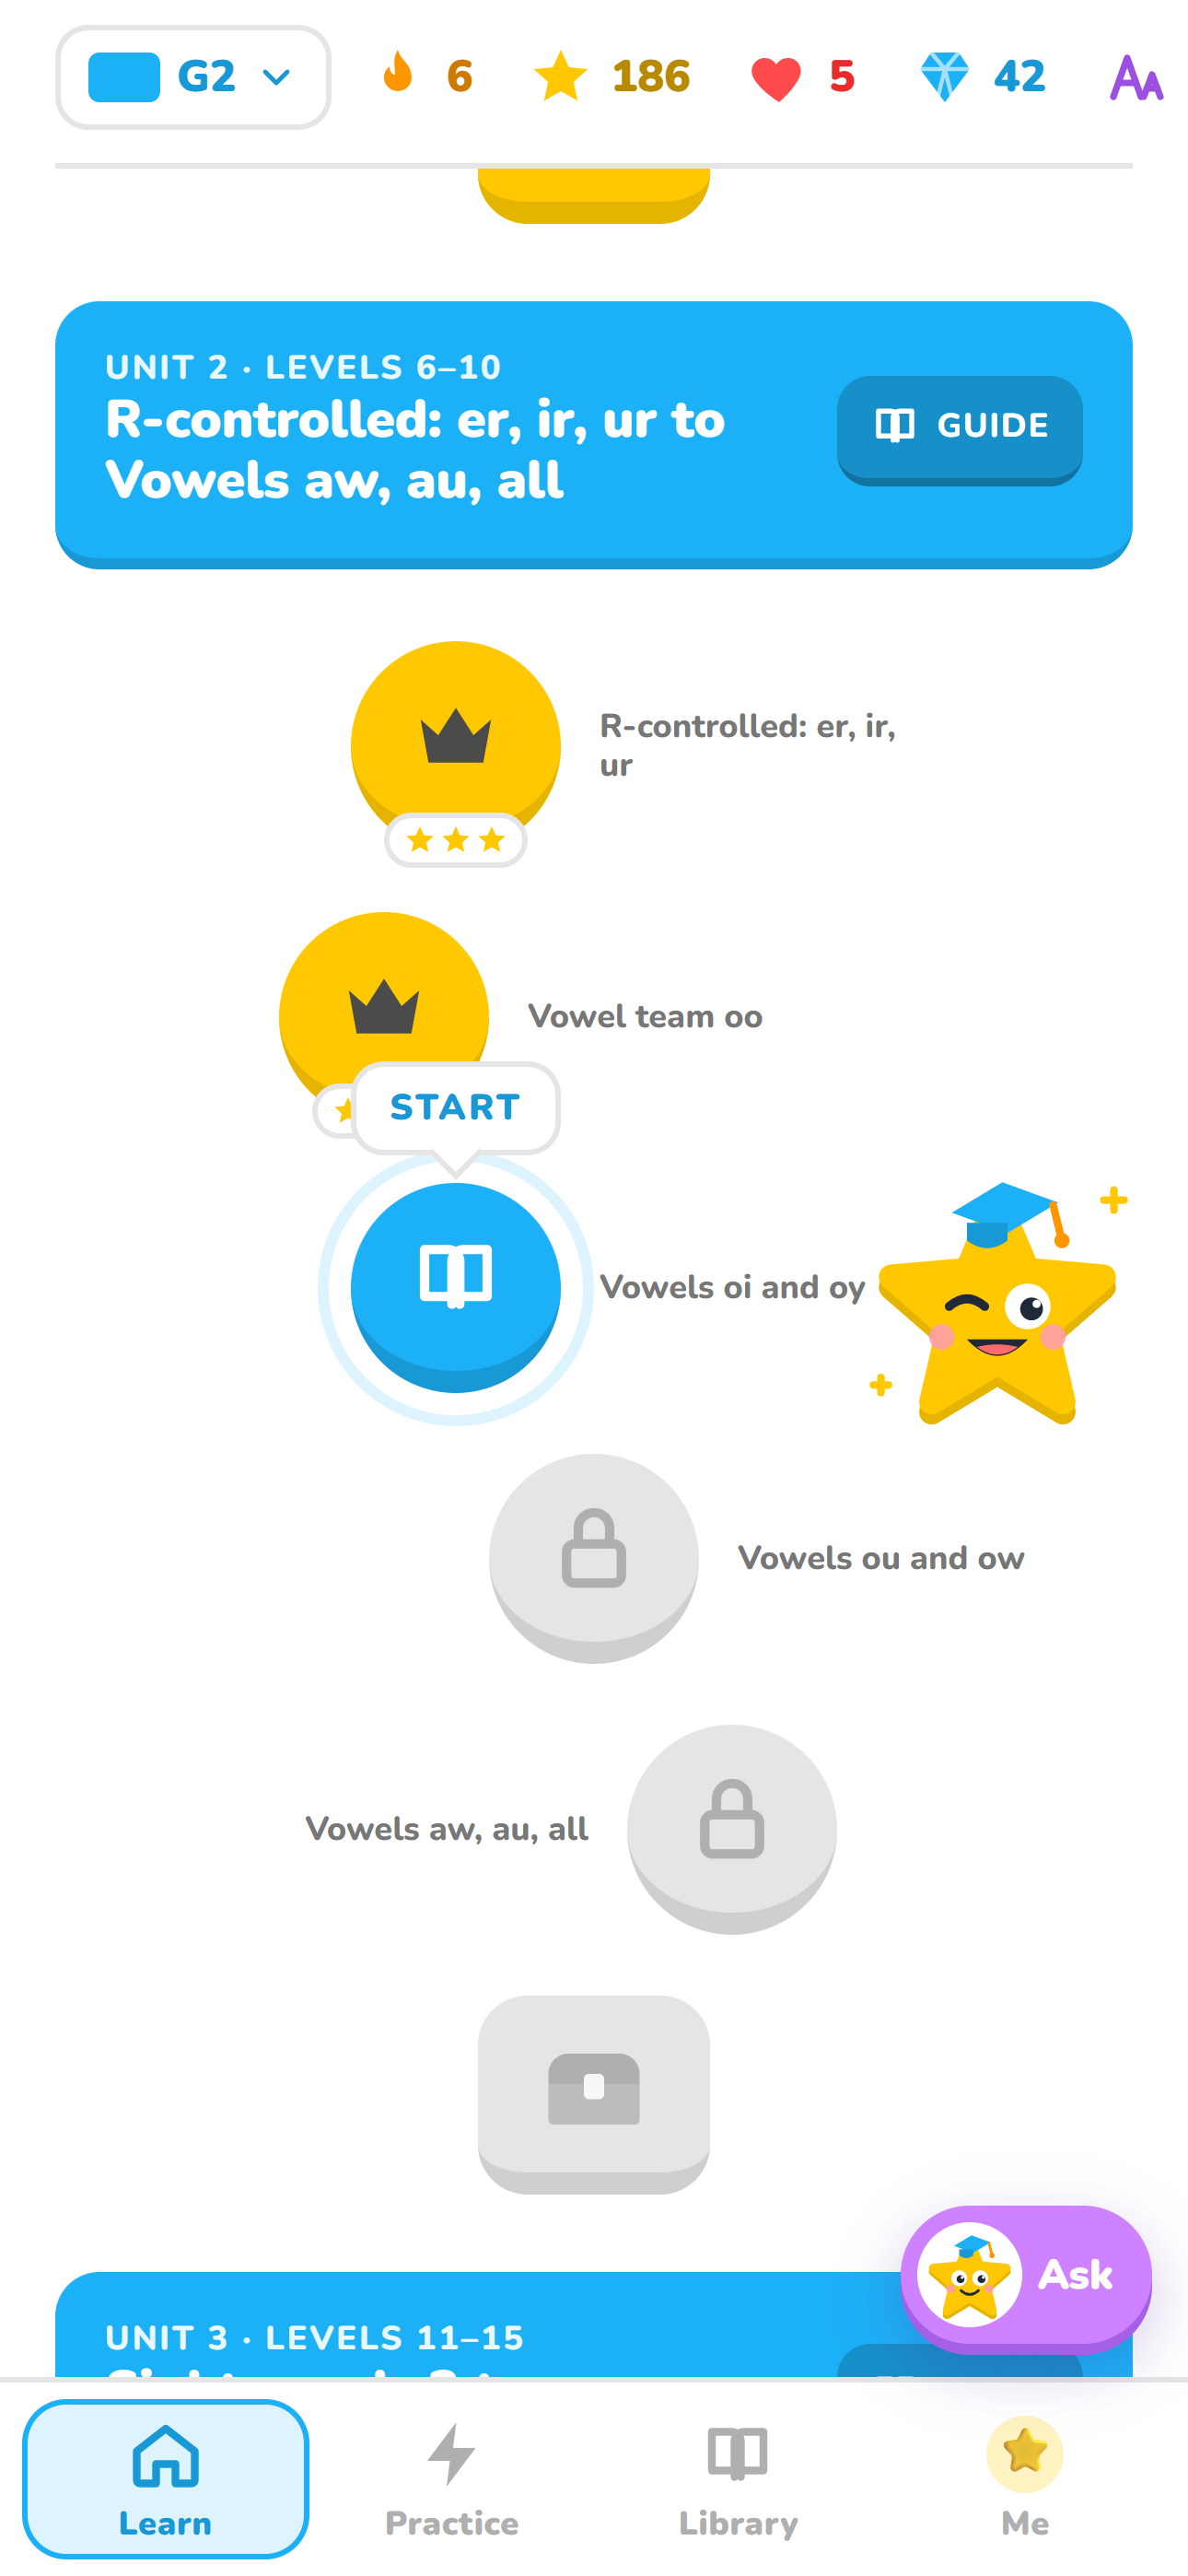 G2 6 186 5 42 AA
UNIT 2 · LEVELS 6–10
R-controlled: er, ir, ur to
Vowels aw, au, all
GUIDE
R-controlled: er, ir,
ur
Vowel team oo
START
Vowels oi and oy
Vowels ou and ow
Vowels aw, au, all
Ask
UNIT 3 · LEVELS 11–15
Learn Practice Library Me